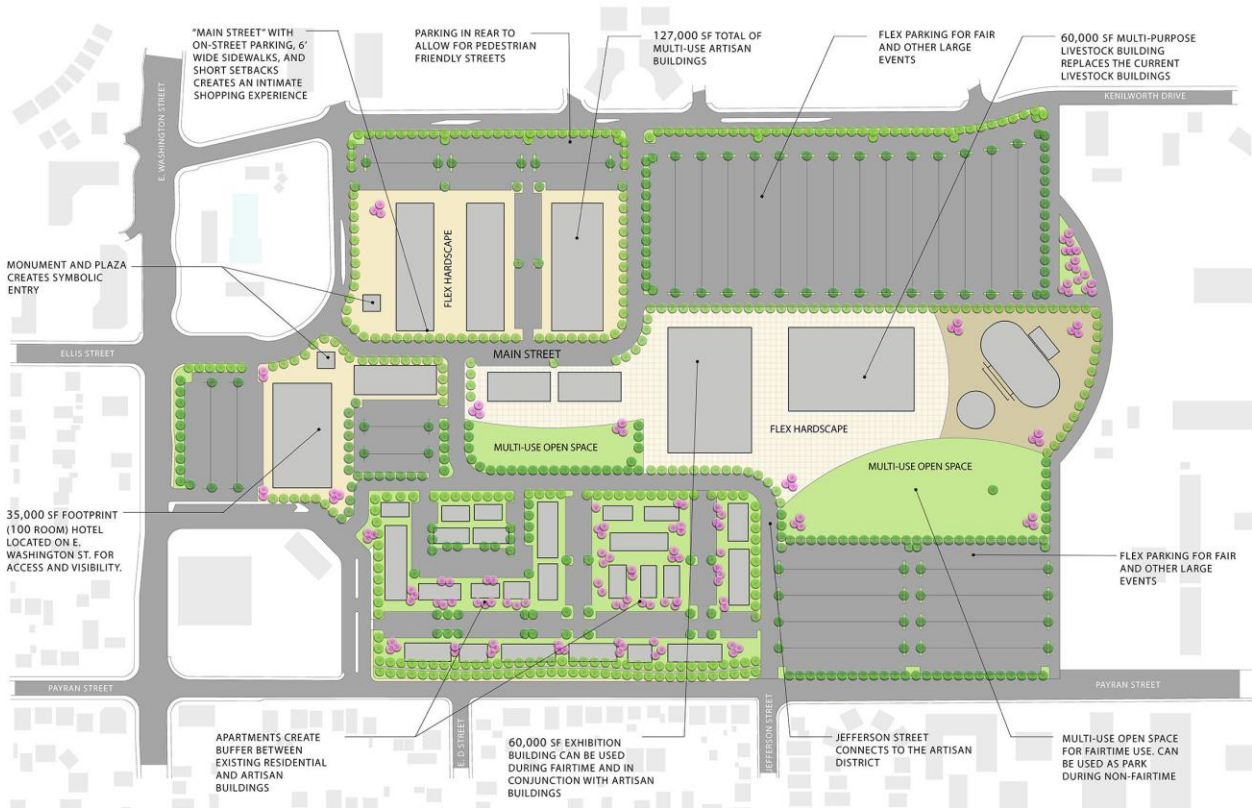 "MAIN STREET" WITH
ON-STREET PARKING, 6'
WIDE SIDEWALKS, AND
SHORT SETBACKS
CREATES AN INTIMATE
SHOPPING EXPERIENCE
PARKING IN REAR TO
ALLOW FOR PEDESTRIAN
FRIENDLY STREETS
127,000 SF TOTAL OF
MULTI-USE ARTISAN
BUILDINGS
FLEX PARKING FOR FAIR
AND OTHER LARGE
EVENTS
60,000 SF MULTI-PURPOSE
LIVESTOCK BUILDING
REPLACES THE CURRENT
LIVESTOCK BUILDINGS
KENILWORTH DRIVE
E. WASHINGTON STREET
FLEX HARDSCAPE
MONUMENT AND PLAZA
CREATES SYMBOLIC
ENTRY
ELLIS STREET
MAIN STREET
FLEX HARDSCAPE
MULTI-USE OPEN SPACE
MULTI-USE OPEN SPACE
35,000 SF FOOTPRINT
(100 ROOM) HOTEL
LOCATED ON E.
WASHINGTON ST. FOR
ACCESS AND VISIBILITY.
FLEX PARKING FOR FAIR
AND OTHER LARGE
EVENTS
PAYRAN STREET
PAYRAN STREET
E. D STREET
JEFFERSON STREET
APARTMENTS CREATE
BUFFER BETWEEN
EXISTING RESIDENTIAL
AND ARTISAN
BUILDINGS
60,000 SF EXHIBITION
BUILDING CAN BE USED
DURING FAIRTIME AND IN
CONJUNCTION WITH ARTISAN
BUILDINGS
JEFFERSON STREET
CONNECTS TO THE ARTISAN
DISTRICT
MULTI-USE OPEN SPACE
FOR FAIRTIME USE. CAN
BE USED AS PARK
DURING NON-FAIRTIME